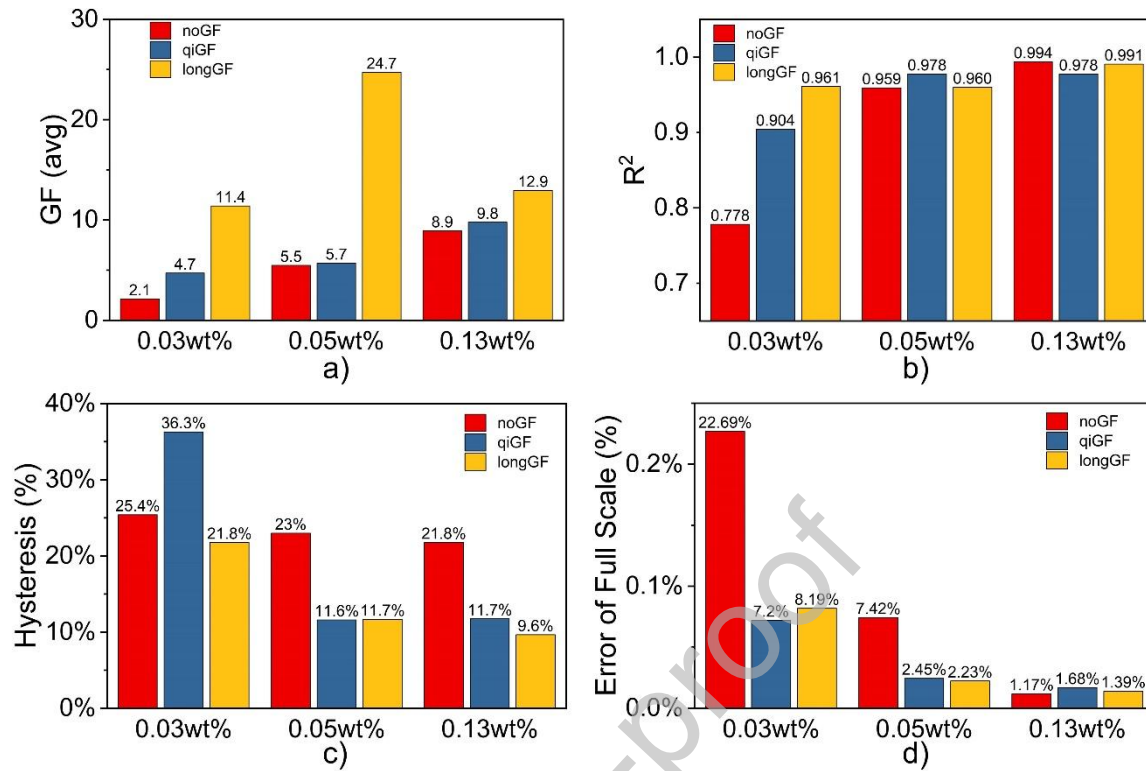 30
20
10
0
GF (avg)
noGF
qiGF
longGF
2.1
4.7
11.4
5.5
5.7
24.7
8.9
9.8
12.9
0.03wt%
0.05wt%
0.13wt%
a)
1.0
0.9
0.8
0.7
R²
noGF
qiGF
longGF
0.778
0.904
0.961
0.959
0.978
0.960
0.994
0.978
0.991
0.03wt%
0.05wt%
0.13wt%
b)
40%
30%
20%
10%
0%
Hysteresis (%)
noGF
qiGF
longGF
25.4%
36.3%
21.8%
23%
11.6%
11.7%
21.8%
11.7%
9.6%
0.03wt%
0.05wt%
0.13wt%
c)
0.2%
0.1%
0.0%
Error of Full Scale (%)
noGF
qiGF
longGF
22.69%
7.2%
8.19%
7.42%
2.45%
2.23%
1.17%
1.68%
1.39%
0.03wt%
0.05wt%
0.13wt%
d)